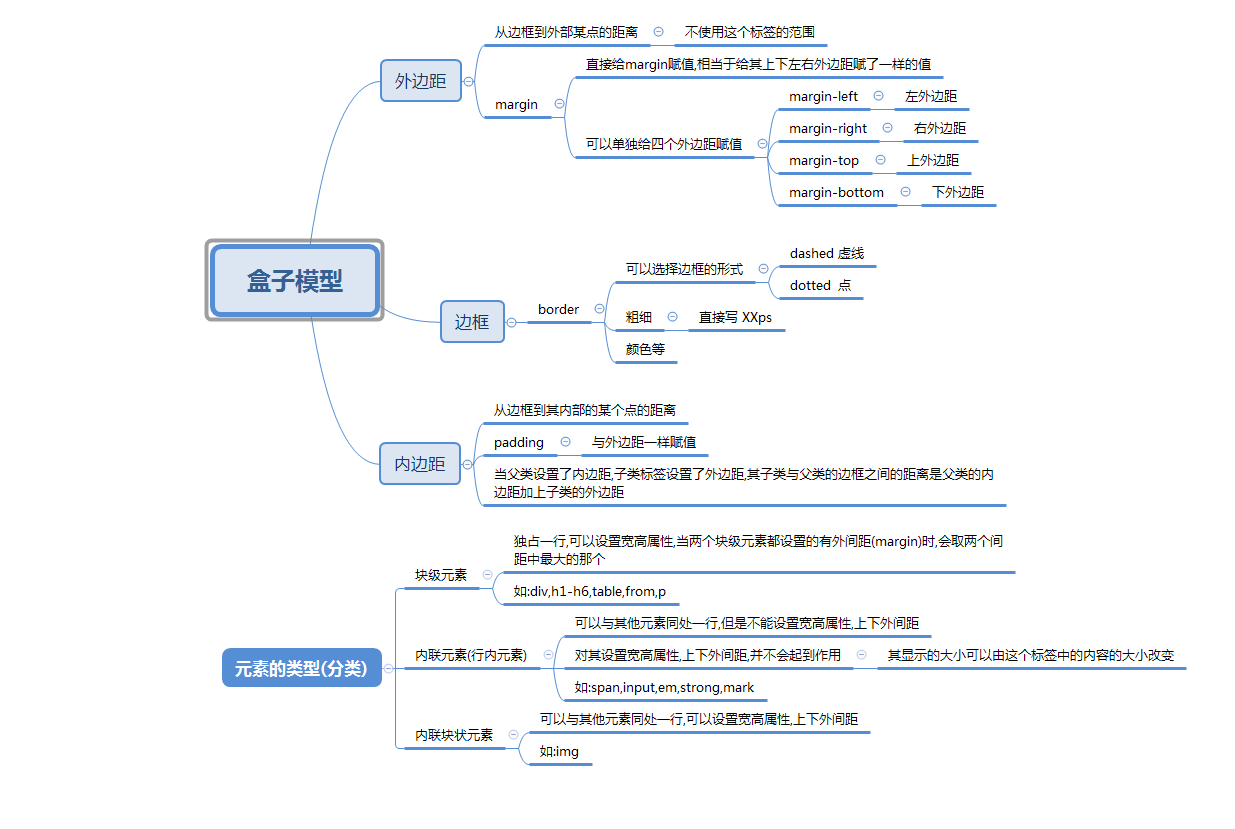 从边框到外部某点的距离
不使用这个标签的范围
外边距
直接给margin赋值,相当于给其上下左右外边距赋了一样的值
margin
可以单独给四个外边距赋值
margin-left
左外边距
margin-right
右外边距
margin-top
上外边距
margin-bottom
下外边距
盒子模型
边框
border
可以选择边框的形式
dashed 虚线
dotted 点
粗细
直接写 XXps
颜色等
内边距
从边框到其内部的某个点的距离
padding
与外边距一样赋值
当父类设置了内边距,子类标签设置了外边距,其子类与父类的边框之间的距离是父类的内
边距加上子类的外边距
元素的类型(分类)
块级元素
独占一行,可以设置宽高属性,当两个块级元素都设置的有外间距(margin)时,会取两个间
距中最大的那个
如:div,h1-h6,table,from,p
内联元素(行内元素)
可以与其他元素同处一行,但是不能设置宽高属性,上下外间距
对其设置宽高属性,上下外间距,并不会起到作用
其显示的大小可以由这个标签中的内容的大小改变
如:span,input,em,strong,mark
内联块状元素
可以与其他元素同处一行,可以设置宽高属性,上下外间距
如:img